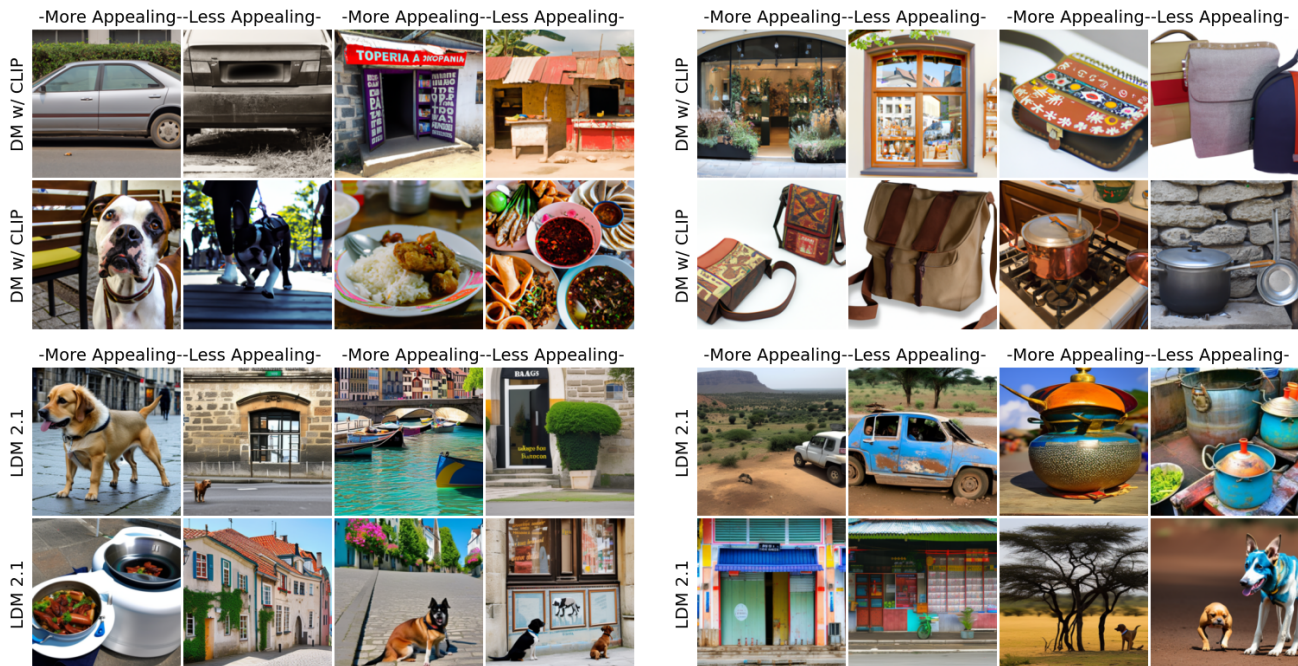 -More Appealing--Less Appealing- -More Appealing--Less Appealing- -More Appealing--Less Appealing- -More Appealing--Less Appealing-
DM w/ CLIP
TOPERIA A
DM w/ CLIP
DM w/ CLIP
DM w/ CLIP
-More Appealing--Less Appealing- -More Appealing--Less Appealing- -More Appealing--Less Appealing- -More Appealing--Less Appealing-
LDM 2.1
BAAGS
LDM 2.1
LDM 2.1
LDM 2.1